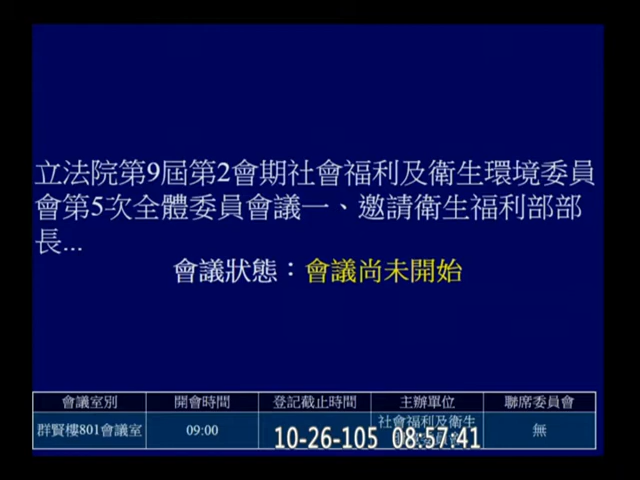 立法院第9屆第2會期社會福利及衛生環境委員
會第5次全體委員會議一、邀請衛生福利部部
長...
會議狀態：會議尚未開始
會議室別 開會時間 登記截止時間 主辦單位 聯席委員會
群賢樓801會議室 09:00 社會福利及衛生 無
10-26-105 08:57:41